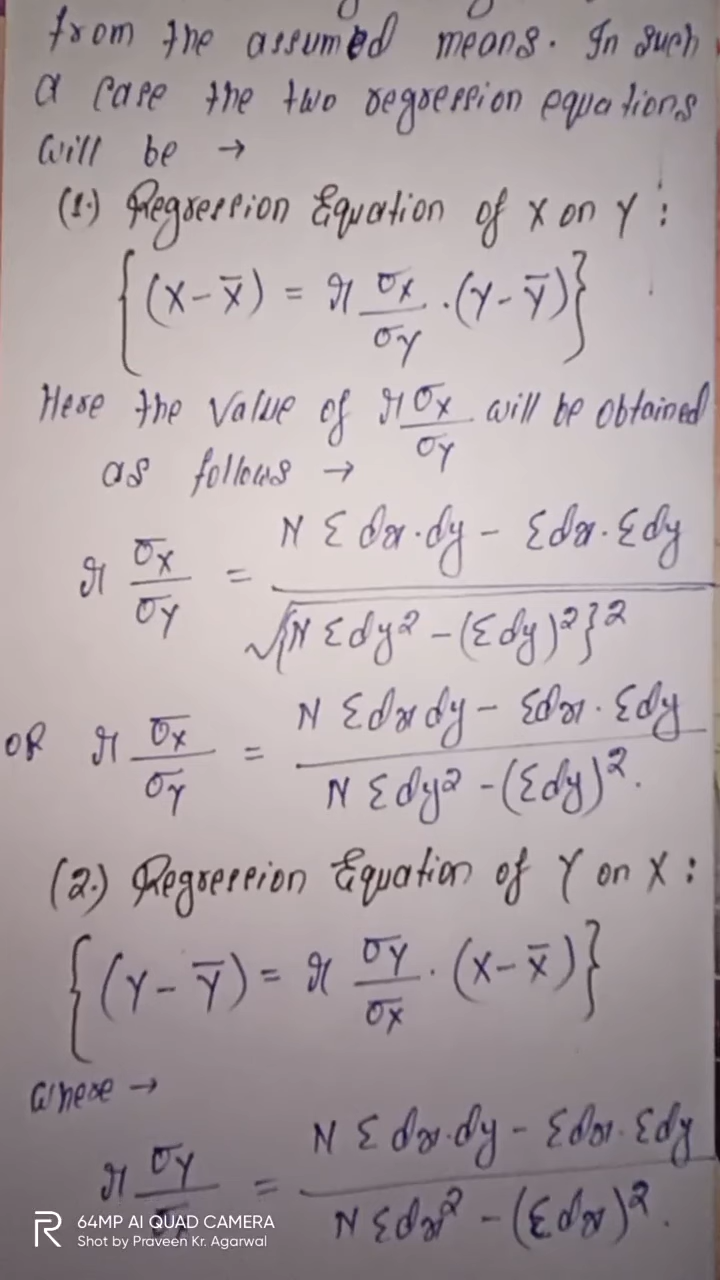 from the assumed means. In such
a case the two regression equations
will be →
(1.) Regression Equation of X on Y :
{(X - X̄) = r σx/σy . (Y - Ȳ)}
Here the value of r σx/σy will be obtained
as follows →
r σx/σy = N Σdx.dy - Σdx.Σdy / √{N Σdy² - (Σdy)²}²
OR r σx/σy = N Σdxdy - Σdx.Σdy / N Σdy² - (Σdy)².
(2.) Regression Equation of Y on X :
{(Y - Ȳ) = r σy/σx . (X - X̄)}
where →
r σy/σx = N Σdx.dy - Σdx.Σdy / N Σdx² - (Σdx)².
R 64MP AI QUAD CAMERA
Shot by Praveen Kr. Agarwal